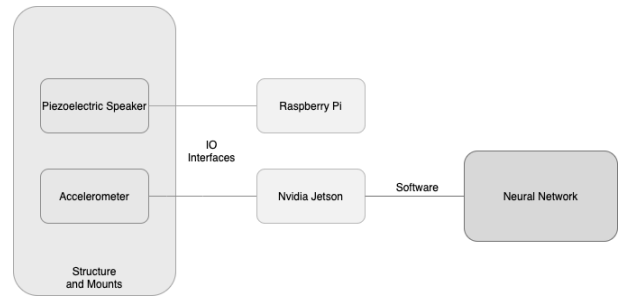 Piezoelectric Speaker
Raspberry Pi
IO
Interfaces
Accelerometer
Nvidia Jetson
Software
Neural Network
Structure
and Mounts